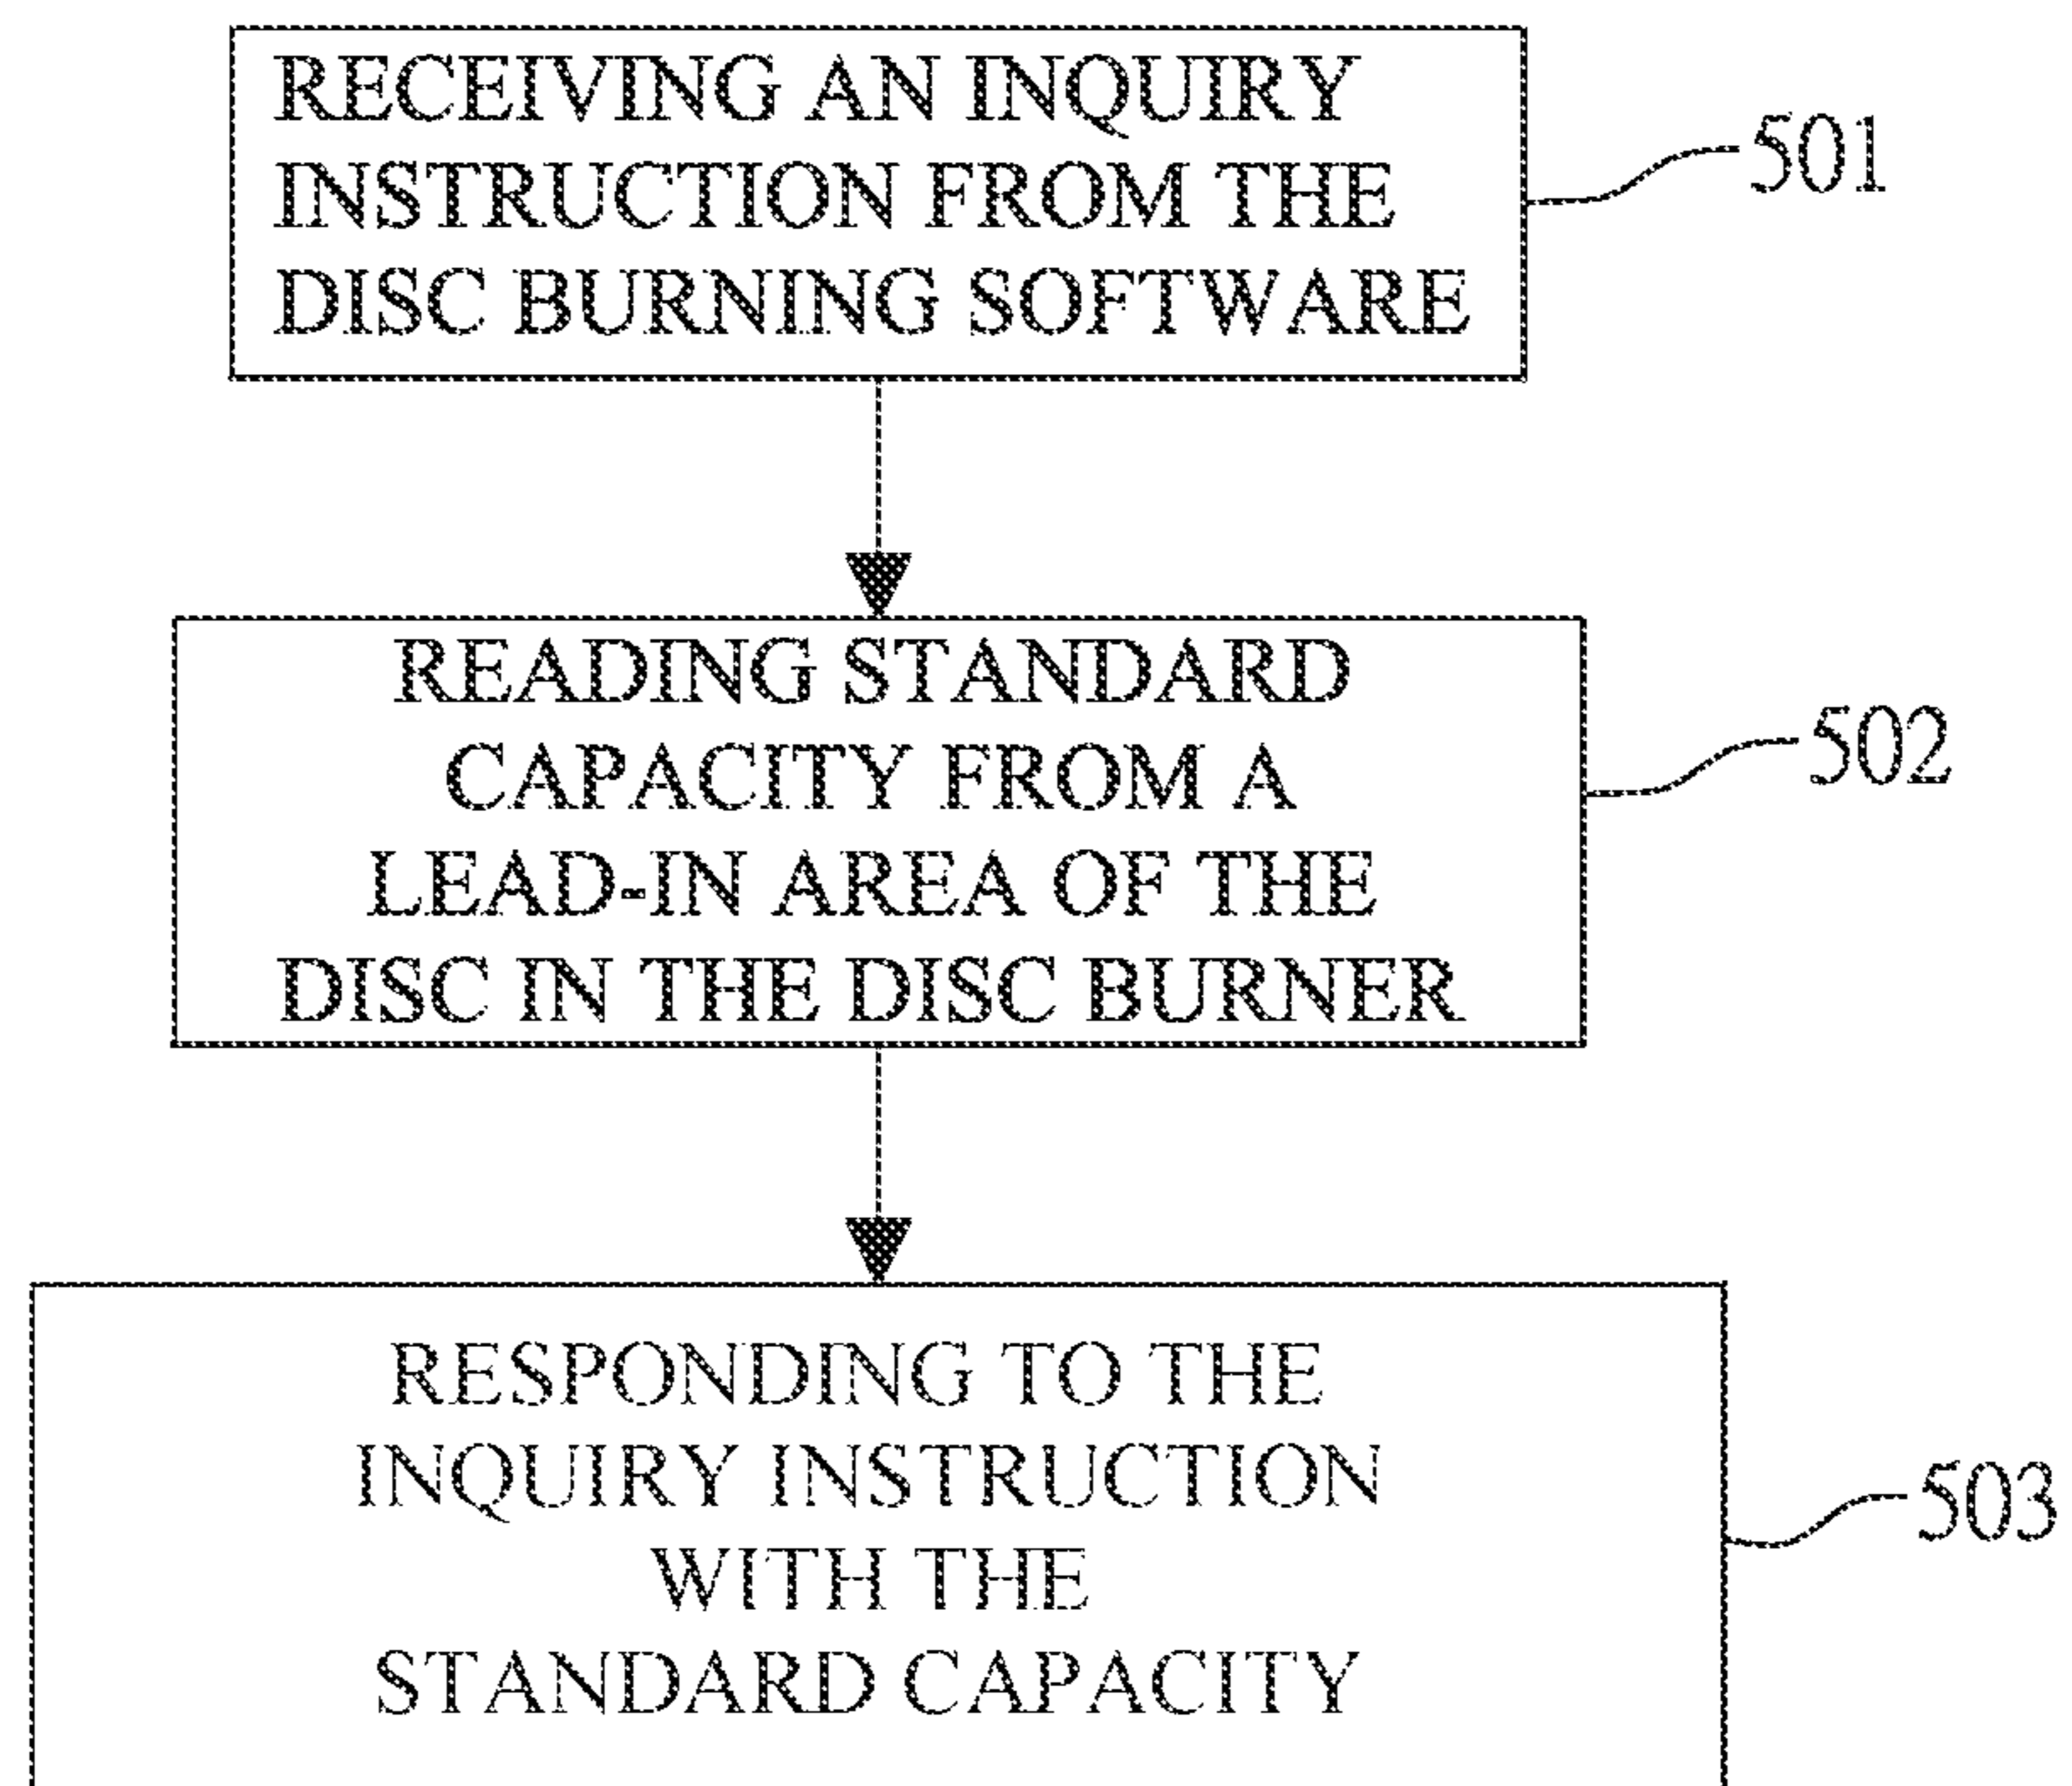 RECEIVING AN INQUIRY
INSTRUCTION FROM THE
DISC BURNING SOFTWARE
501
READING STANDARD
CAPACITY FROM A
LEAD-IN AREA OF THE
DISC IN THE DISC BURNER
502
RESPONDING TO THE
INQUIRY INSTRUCTION
WITH THE
STANDARD CAPACITY
503